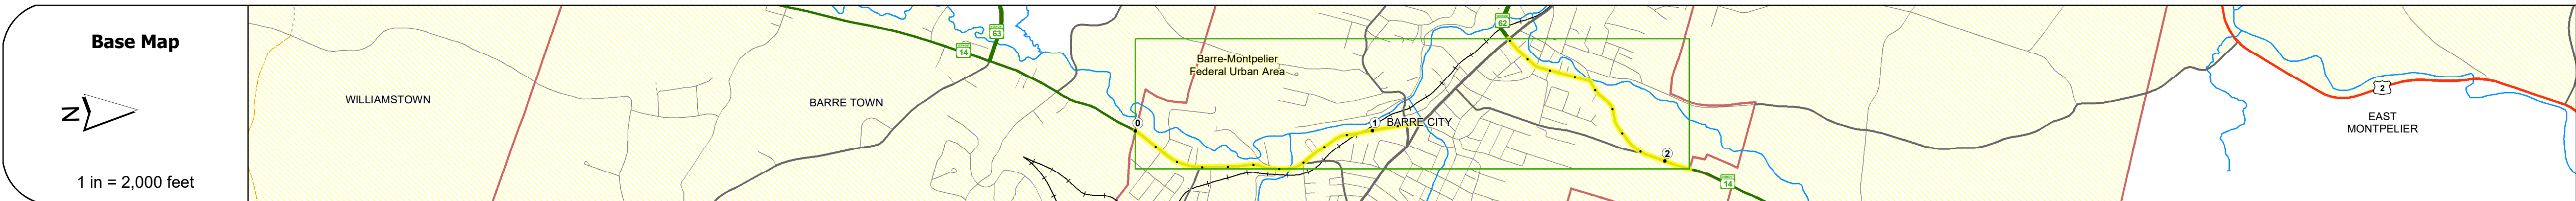 Base Map
N
1 in = 2,000 feet
WILLIAMSTOWN
BARRE TOWN
14
63
Barre-Montpelier
Federal Urban Area
0
1
BARRE CITY
62
2
14
2
EAST
MONTPELIER